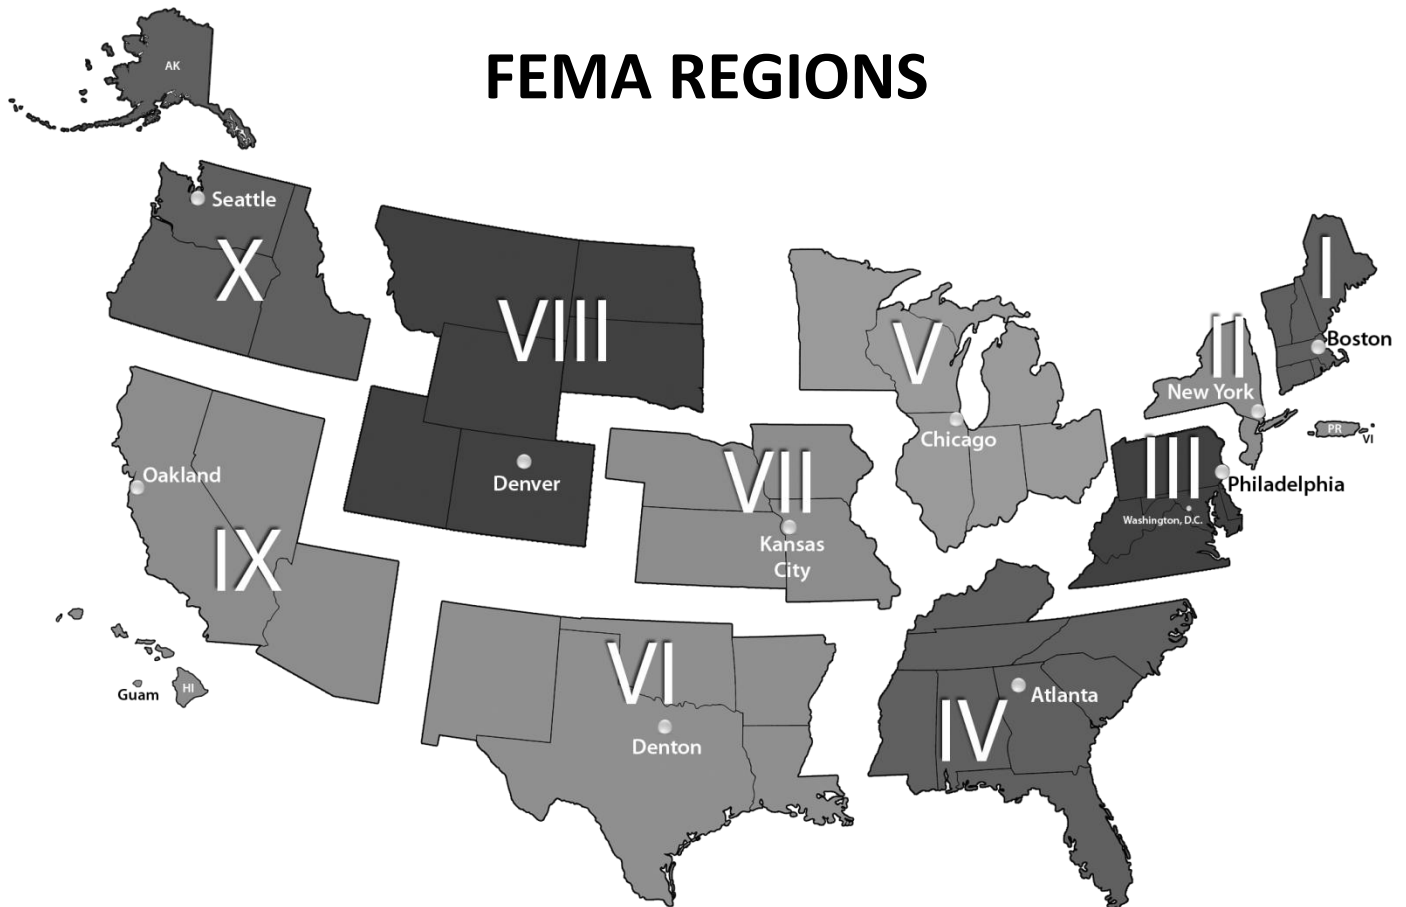 FEMA REGIONS
AK
Seattle
X
VIII
V
I
II
Boston
New York
PR
VI
Chicago
III
Philadelphia
Washington, D.C.
Oakland
Denver
VII
Kansas
City
IX
Guam
HI
VI
Denton
IV
Atlanta